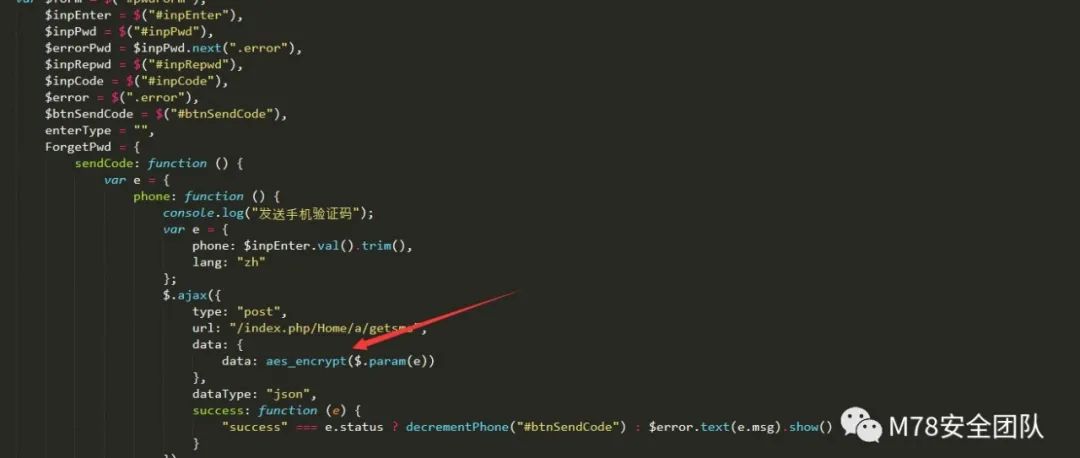 var $form = $("#pwdForm"),
$inpEnter = $("#inpEnter"),
$inpPwd = $("#inpPwd"),
$errorPwd = $inpPwd.next(".error"),
$inpRepwd = $("#inpRepwd"),
$inpCode = $("#inpCode"),
$error = $(".error"),
$btnSendCode = $("#btnSendCode"),
enterType = "",
ForgetPwd = {
sendCode: function () {
var e = {
phone: function () {
console.log("发送手机验证码");
var e = {
phone: $inpEnter.val().trim(),
lang: "zh"
};
$.ajax({
type: "post",
url: "/index.php/Home/a/getsms",
data: {
data: aes_encrypt($.param(e))
},
dataType: "json",
success: function (e) {
"success" === e.status ? decrementPhone("#btnSendCode") : $error.text(e.msg).show()
}
})
M78安全团队